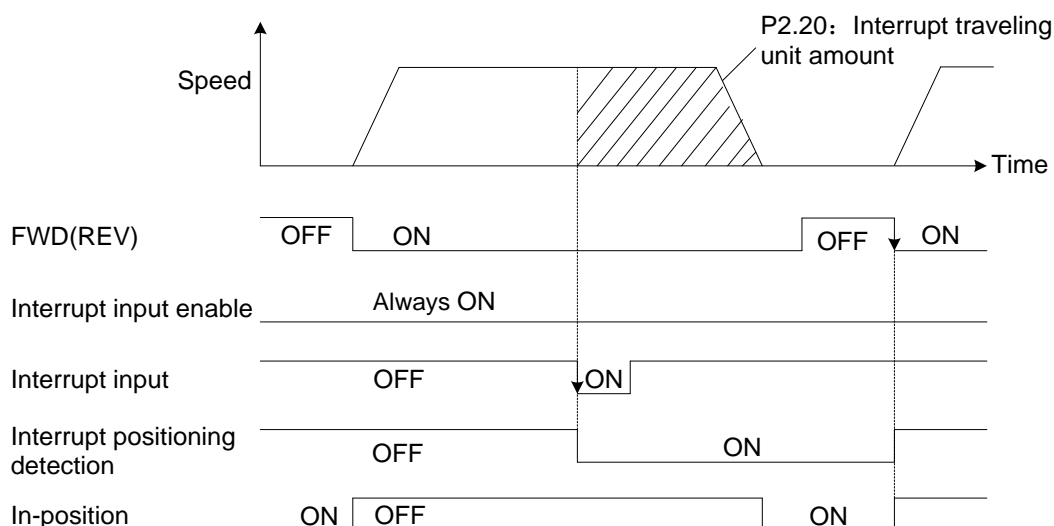 P2.20：Interrupt traveling
unit amount
Speed
Time
FWD(REV) OFF ON OFF ON
Interrupt input enable Always ON
Interrupt input OFF ON
Interrupt positioning
detection OFF ON
In-position ON OFF ON